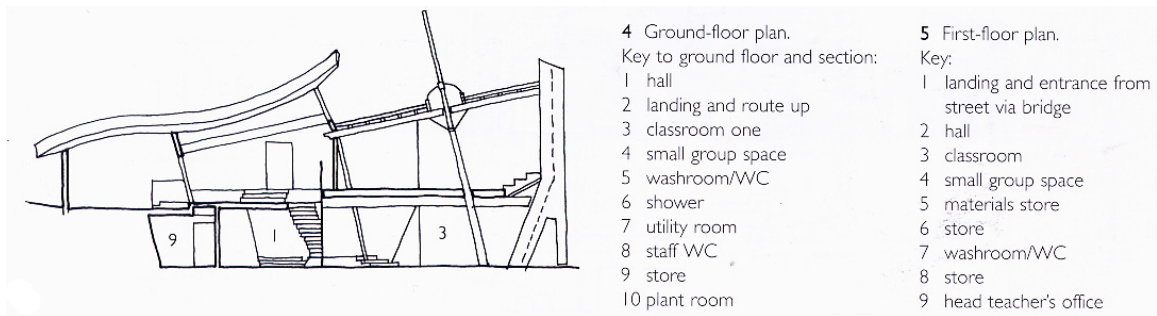 9
1
3
4 Ground-floor plan.
Key to ground floor and section:
1 hall
2 landing and route up
3 classroom one
4 small group space
5 washroom/WC
6 shower
7 utility room
8 staff WC
9 store
10 plant room
5 First-floor plan.
Key:
1 landing and entrance from
street via bridge
2 hall
3 classroom
4 small group space
5 materials store
6 store
7 washroom/WC
8 store
9 head teacher's office